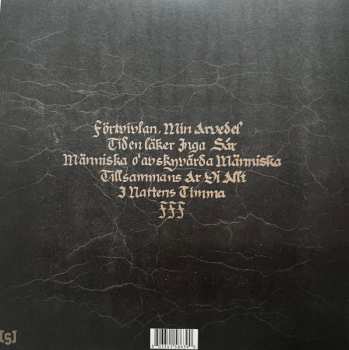 Förtvivlan, Min Arvedel
Tiden läker Inga Sår
Människa o'avskyvärda Människa
Tillsammans Är Vi Allt
I Nattens Timma
FFF
[s]